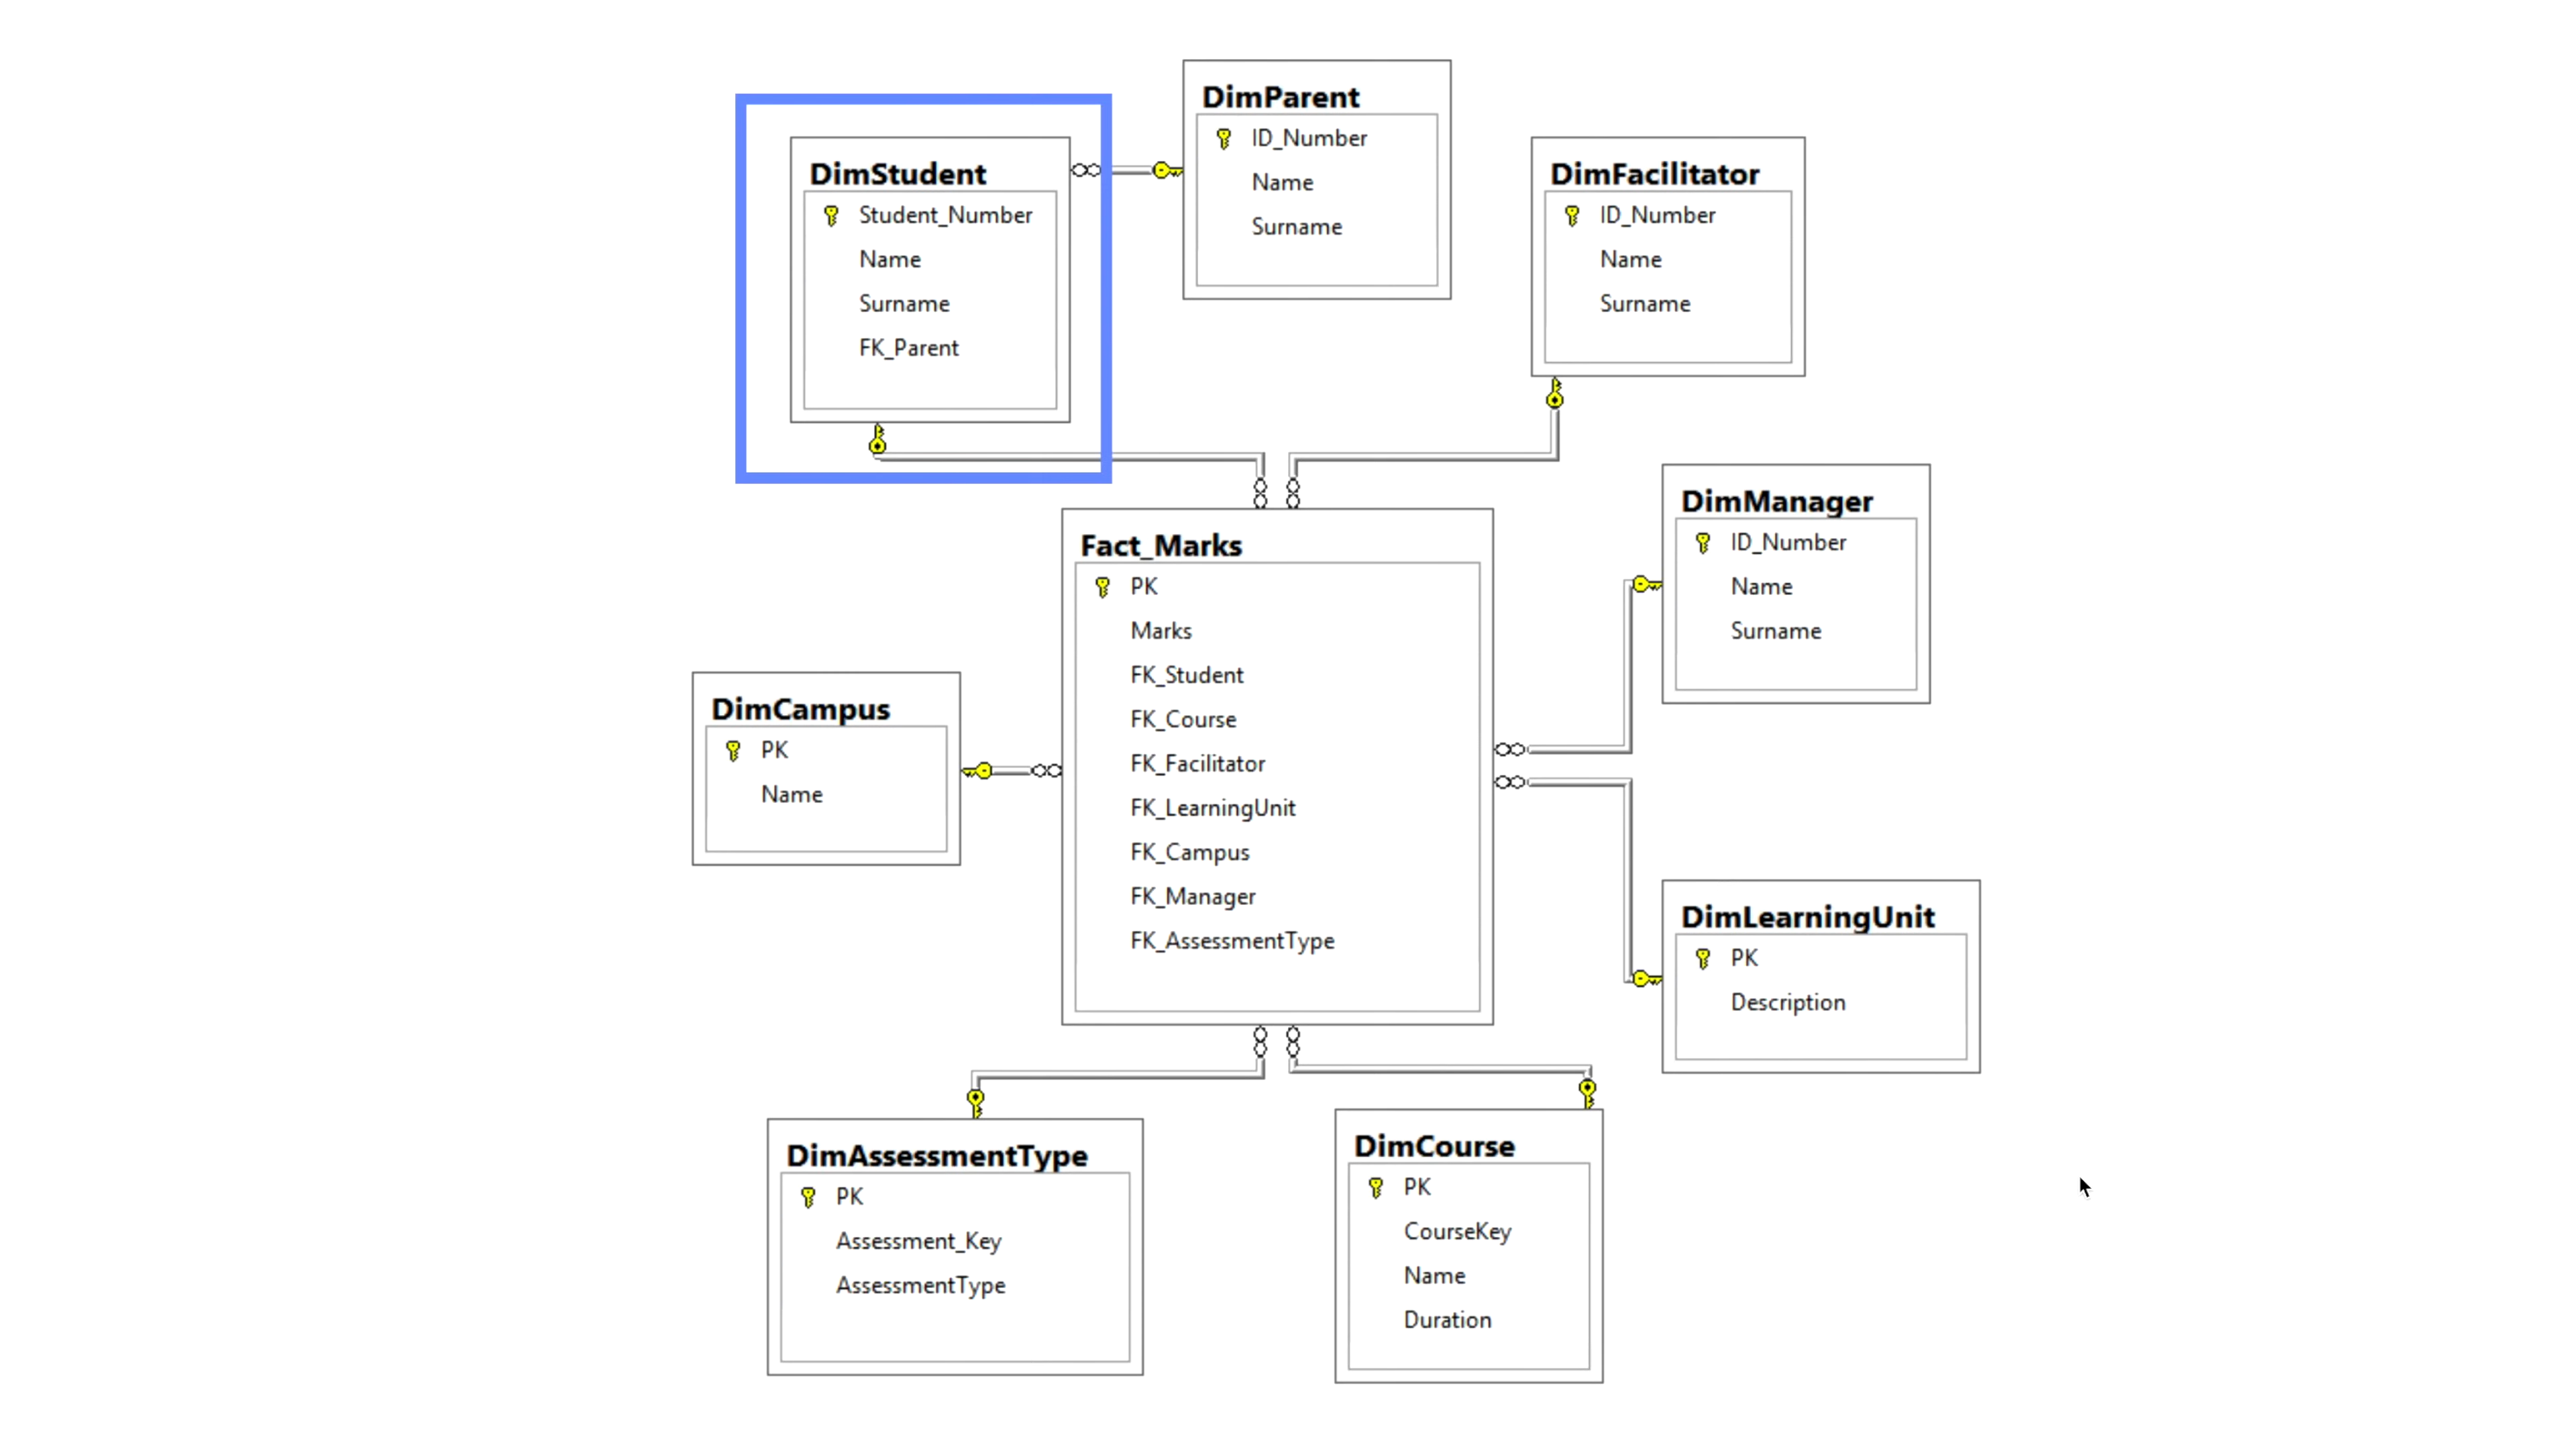 DimParent
ID_Number
Name
Surname
DimStudent
Student_Number
Name
Surname
FK_Parent
DimFacilitator
ID_Number
Name
Surname
DimManager
ID_Number
Name
Surname
Fact_Marks
PK
Marks
FK_Student
FK_Course
FK_Facilitator
FK_LearningUnit
FK_Campus
FK_Manager
FK_AssessmentType
DimCampus
PK
Name
DimLearningUnit
PK
Description
DimAssessmentType
PK
Assessment_Key
AssessmentType
DimCourse
PK
CourseKey
Name
Duration